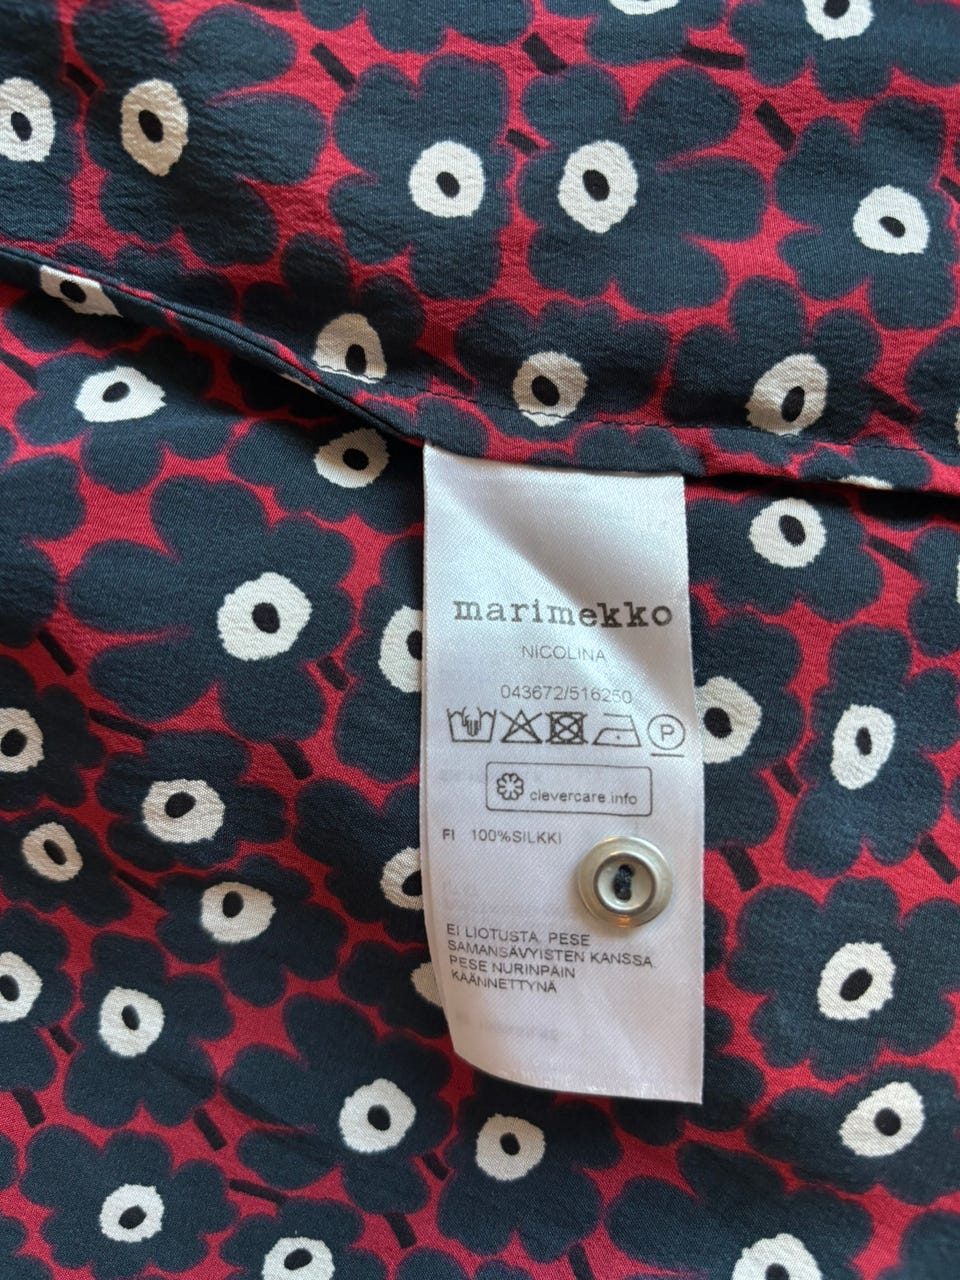 marimekko
NICOLINA
043672/516250
P
clevercare.info
FI 100%SILKKI
EI LIOTUSTA. PESE
SAMANSÄVYISTEN KANSSA.
PESE NURINPÄIN
KÄÄNNETTYNÄ